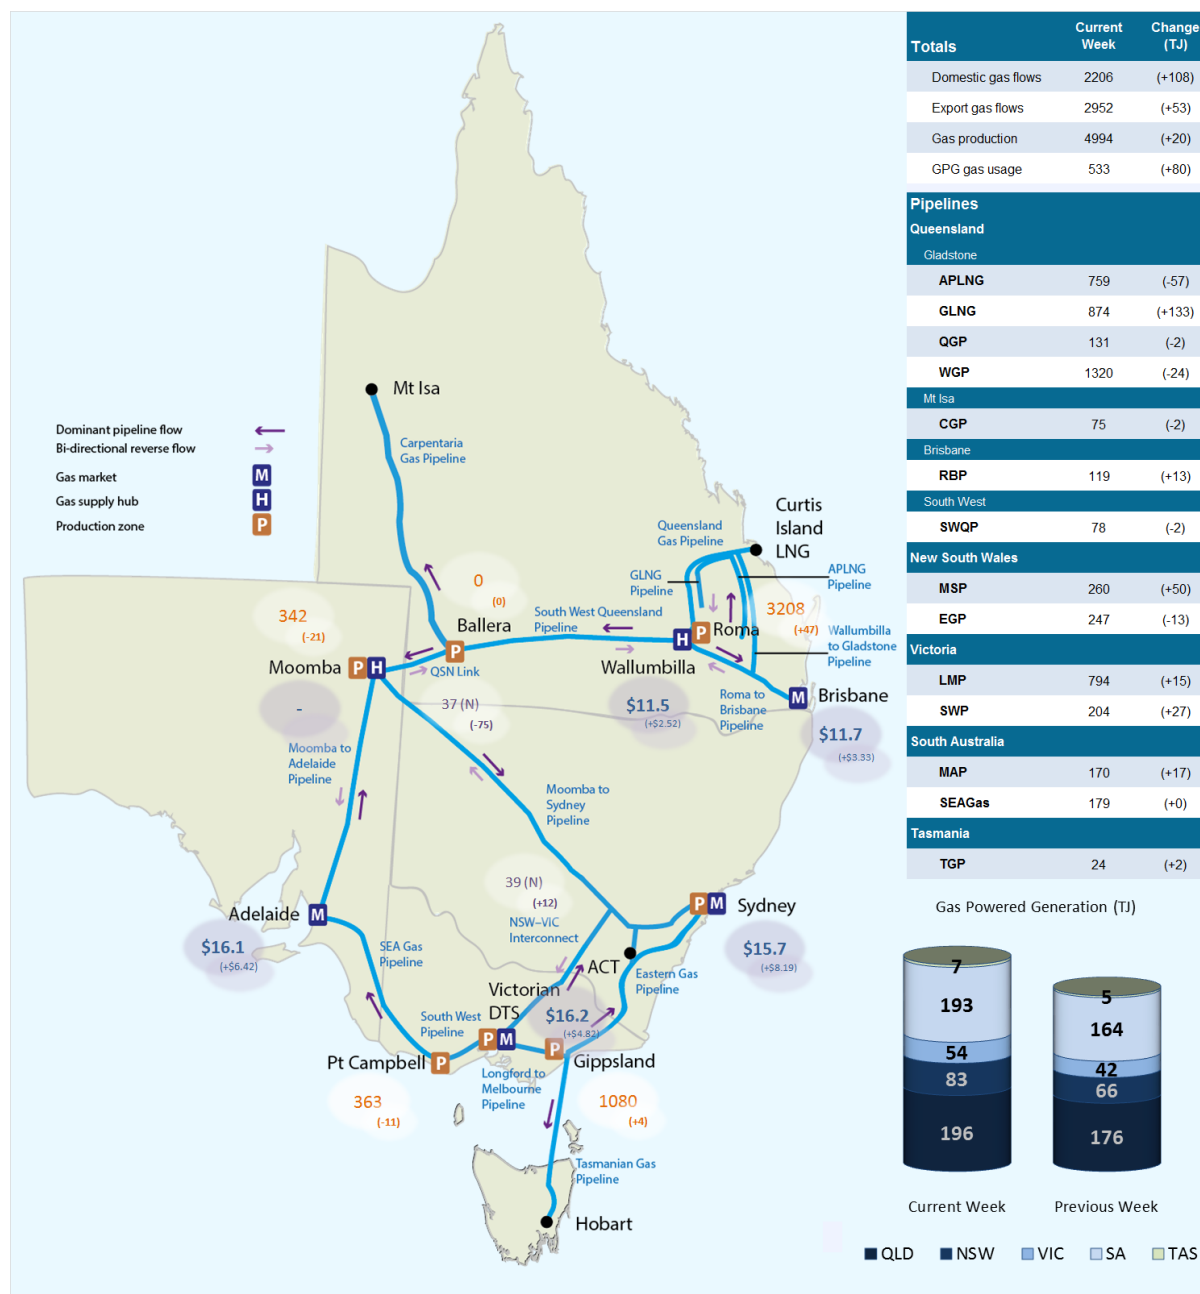 Mt Isa
Dominant pipeline flow
Bi-directional reverse flow
Gas market
M
Gas supply hub
H
Production zone
P
Carpentaria
Gas Pipeline
Curtis
Island
LNG
Queensland
Gas Pipeline
APLNG
Pipeline
GLNG
Pipeline
0
(0)
342
(-21)
3208
(+47)
South West Queensland
Pipeline
Ballera
P
H
P
Roma
Wallumbilla
to Gladstone
Pipeline
Moomba
P
H
QSN Link
Wallumbilla
-
37 (N)
(-75)
$11.5
(+$2.52)
Roma to
Brisbane
Pipeline
M
Brisbane
$11.7
(+$3.33)
Moomba to
Adelaide
Pipeline
Moomba to
Sydney
Pipeline
39 (N)
(+12)
NSW–VIC
Interconnect
Adelaide
M
$16.1
(+$6.42)
P
M
Sydney
$15.7
(+$8.19)
SEA Gas
Pipeline
ACT
Eastern Gas
Pipeline
Victorian
DTS
$16.2
(+$4.82)
South West
Pipeline
P
M
P
Pt Campbell
P
Gippsland
Longford to
Melbourne
Pipeline
363
(-11)
1080
(+4)
Tasmanian Gas
Pipeline
Hobart
Totals Current Week Change (TJ)
Domestic gas flows 2206 (+108)
Export gas flows 2952 (+53)
Gas production 4994 (+20)
GPG gas usage 533 (+80)
Pipelines
Queensland
Gladstone
APLNG 759 (-57)
GLNG 874 (+133)
QGP 131 (-2)
WGP 1320 (-24)
Mt Isa
CGP 75 (-2)
Brisbane
RBP 119 (+13)
South West
SWQP 78 (-2)
New South Wales
MSP 260 (+50)
EGP 247 (-13)
Victoria
LMP 794 (+15)
SWP 204 (+27)
South Australia
MAP 170 (+17)
SEAGas 179 (+0)
Tasmania
TGP 24 (+2)
Gas Powered Generation (TJ)
7
193
54
83
196
5
164
42
66
176
Current Week
Previous Week
QLD NSW VIC SA TAS